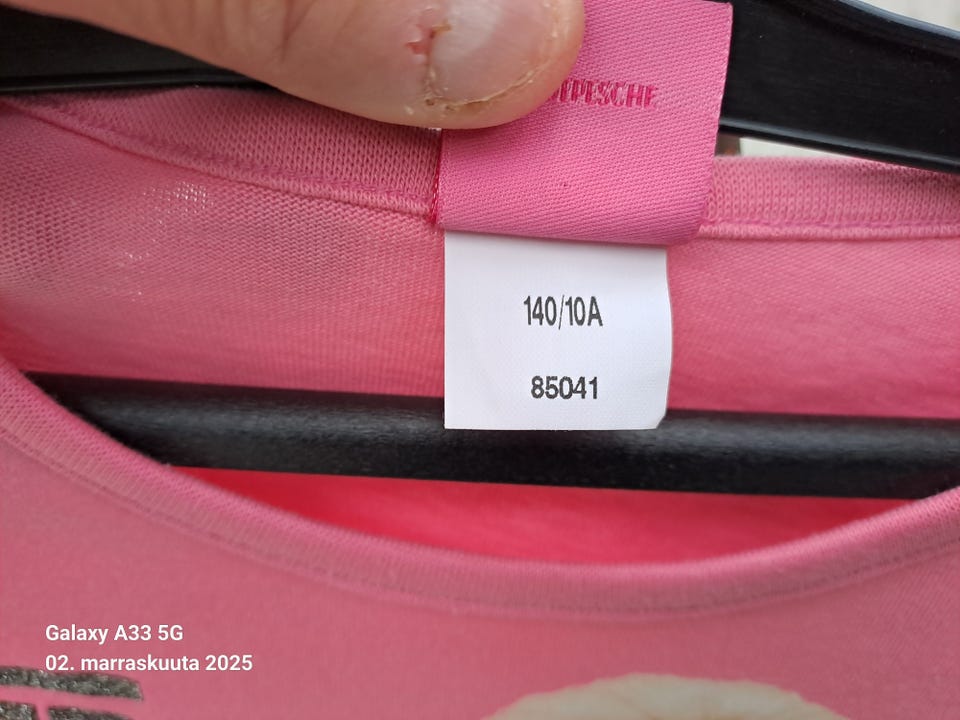 140/10A
85041
Galaxy A33 5G
02. marraskuuta 2025